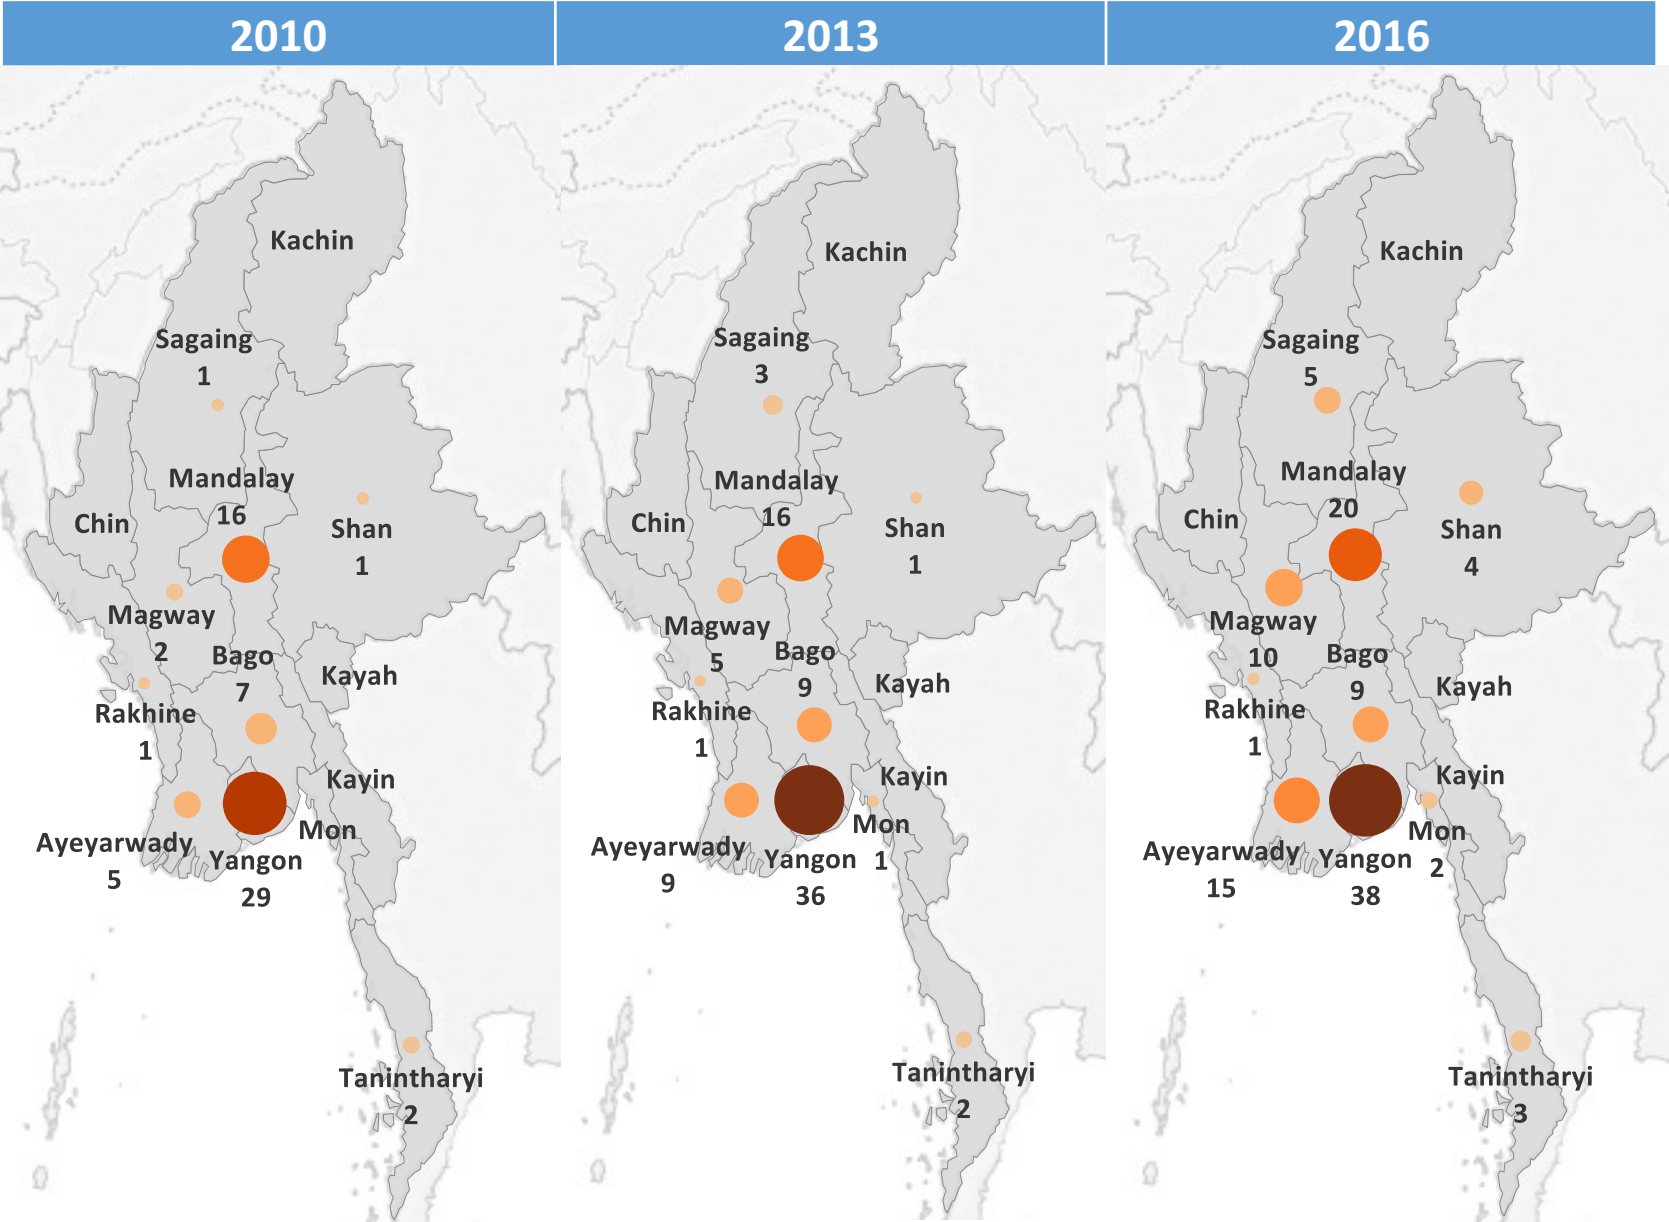 2010
Kachin
Sagaing
1
Mandalay
16
Chin
Shan
1
Magway
2
Bago
7
Kayah
Rakhine
1
Kayin
Mon
Ayeyarwady
5
Yangon
29
Tanintharyi
2
2013
Kachin
Sagaing
3
Mandalay
16
Chin
Shan
1
Magway
5
Bago
9
Kayah
Rakhine
1
Kayin
Mon
1
Ayeyarwady
9
Yangon
36
Tanintharyi
2
2016
Kachin
Sagaing
5
Mandalay
20
Chin
Shan
4
Magway
10
Bago
9
Kayah
Rakhine
1
Kayin
Mon
2
Ayeyarwady
15
Yangon
38
Tanintharyi
3